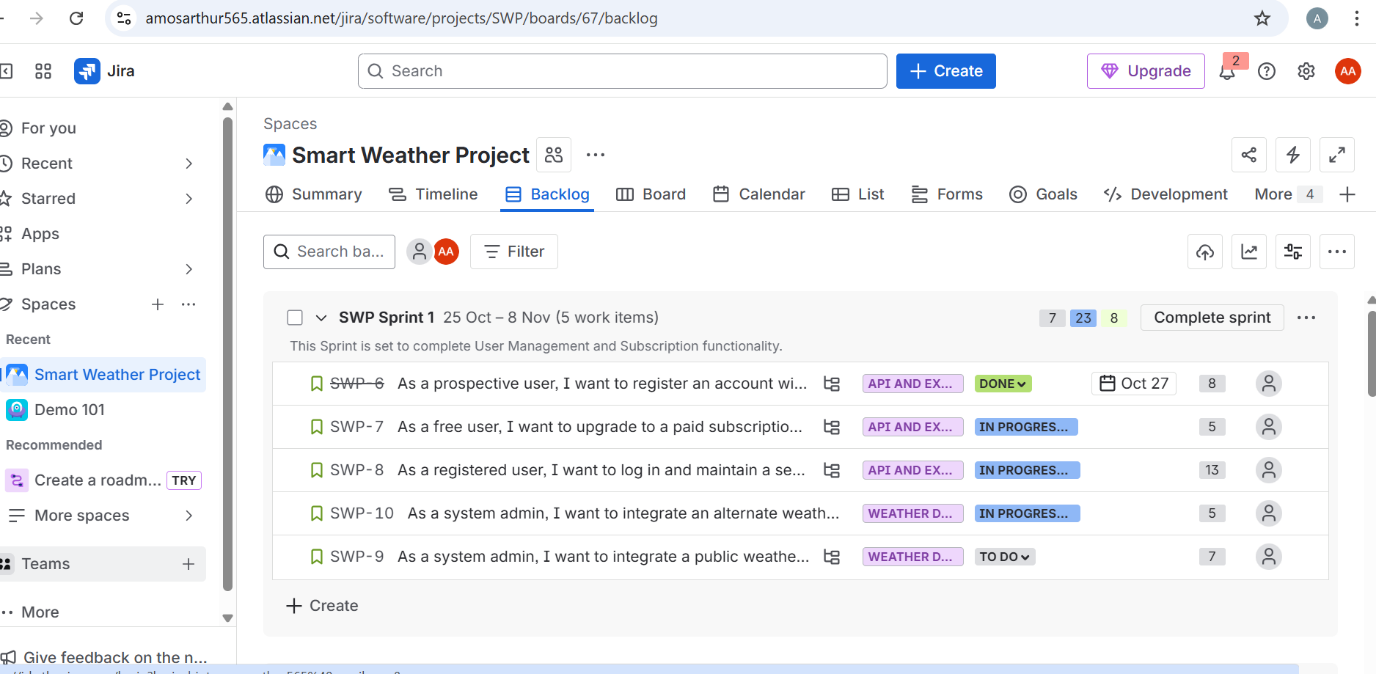 amosarthur565.atlassian.net/jira/software/projects/SWP/boards/67/backlog
A
Jira
Search
Create
Upgrade
2
AA
For you
Recent
Starred
Apps
Plans
Spaces
Recent
Smart Weather Project
Demo 101
Recommended
Create a roadm... TRY
More spaces
Teams
More
Give feedback on the n...
Spaces
Smart Weather Project
Summary Timeline Backlog Board Calendar List Forms Goals Development More 4
Search ba... AA Filter
SWP Sprint 1 25 Oct – 8 Nov (5 work items) 7 23 8 Complete sprint
This Sprint is set to complete User Management and Subscription functionality.
SWP-6 As a prospective user, I want to register an account wi... API AND EX... DONE Oct 27 8
SWP-7 As a free user, I want to upgrade to a paid subscriptio... API AND EX... IN PROGRES... 5
SWP-8 As a registered user, I want to log in and maintain a se... API AND EX... IN PROGRES... 13
SWP-10 As a system admin, I want to integrate an alternate weath... WEATHER D... IN PROGRES... 5
SWP-9 As a system admin, I want to integrate a public weathe... WEATHER D... TO DO 7
Create